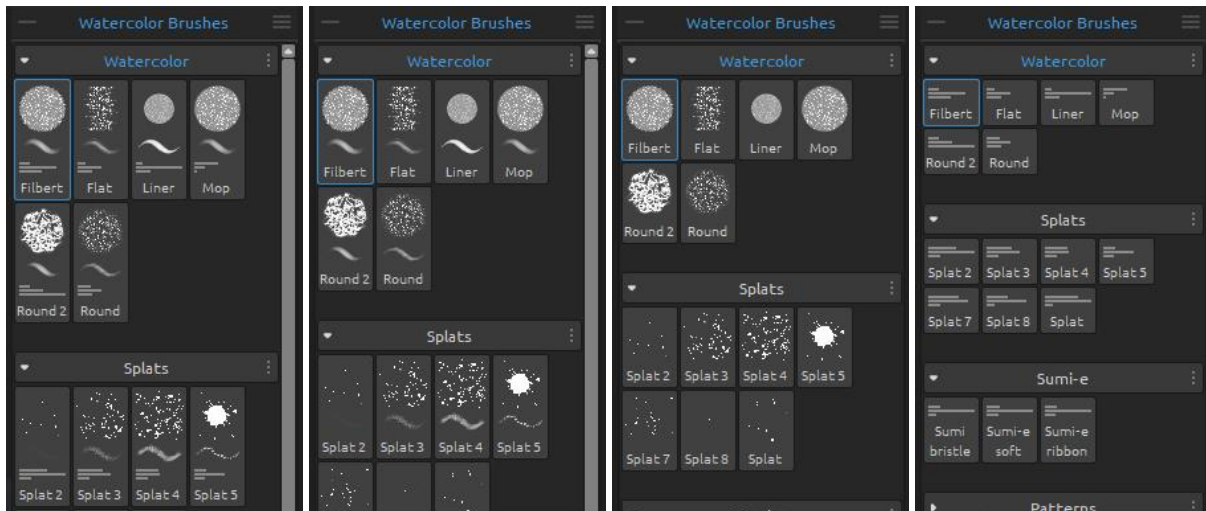 Watercolor Brushes
Watercolor
Filbert Flat Liner Mop
Round 2 Round
Splats
Splat 2 Splat 3 Splat 4 Splat 5
Watercolor Brushes
Watercolor
Filbert Flat Liner Mop
Round 2 Round
Splats
Splat 2 Splat 3 Splat 4 Splat 5
Watercolor Brushes
Watercolor
Filbert Flat Liner Mop
Round 2 Round
Splats
Splat 2 Splat 3 Splat 4 Splat 5
Splat 7 Splat 8 Splat
Watercolor Brushes
Watercolor
Filbert Flat Liner Mop
Round 2 Round
Splats
Splat 2 Splat 3 Splat 4 Splat 5
Splat 7 Splat 8 Splat
Sumi-e
Sumi Sumi-e Sumi-e
bristle soft ribbon
Patterns